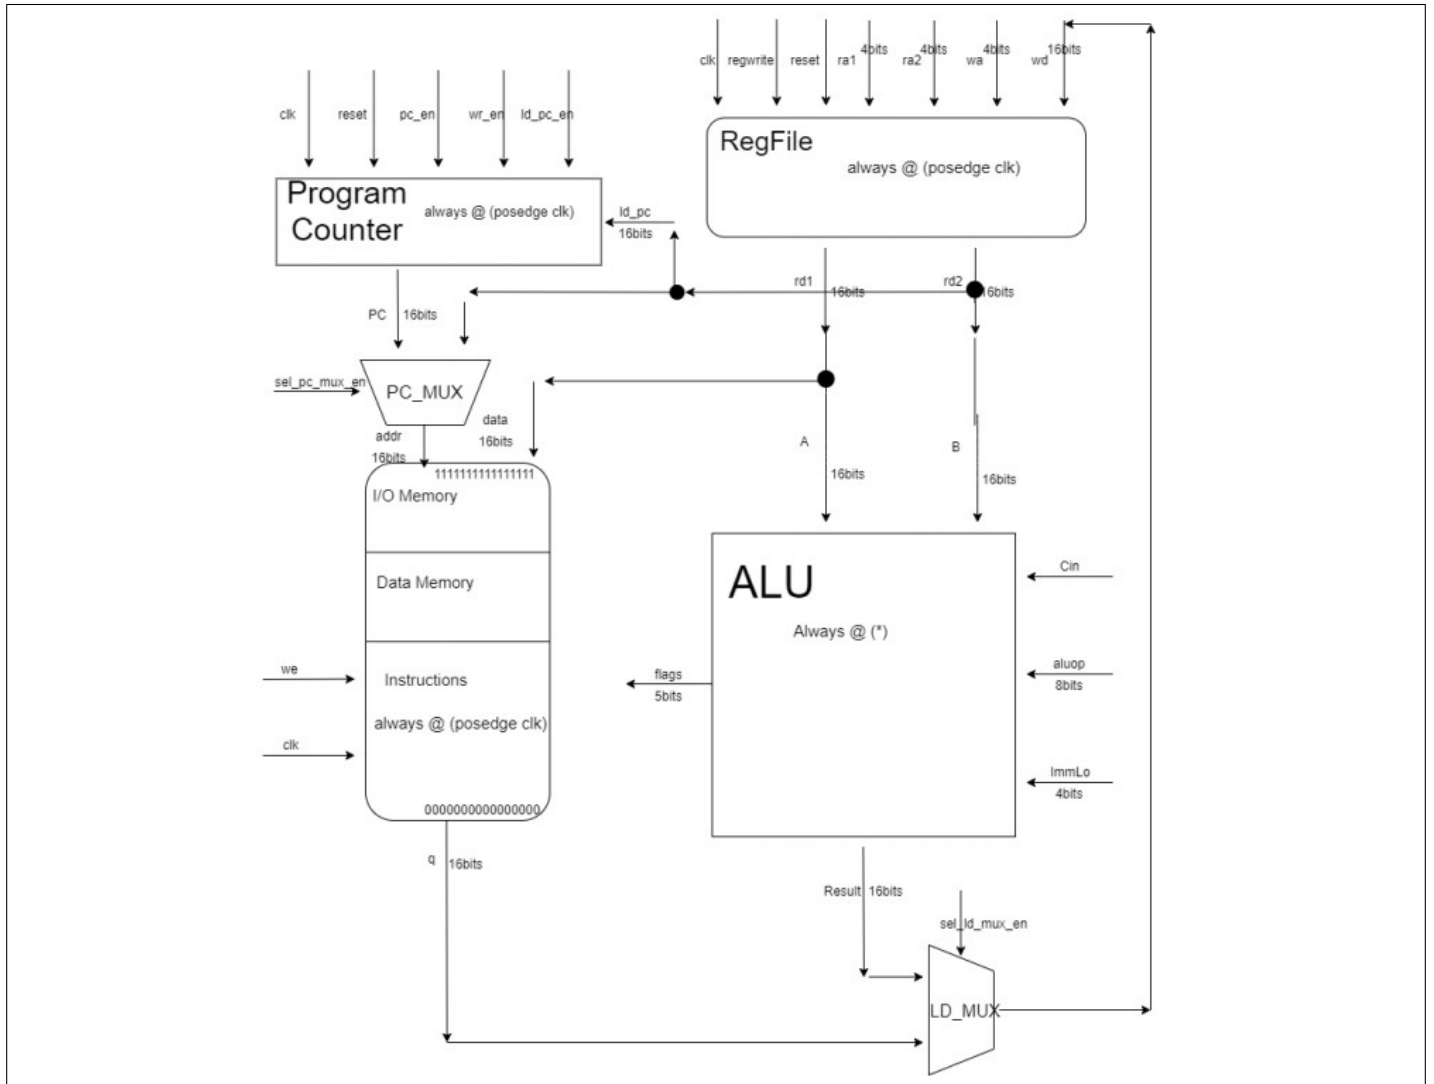 clk
regwrite
reset
ra1
4bits
ra2
4bits
wa
4bits
wd
16bits
clk
reset
pc_en
wr_en
ld_pc_en
RegFile
always @ (posedge clk)
Program
Counter
always @ (posedge clk)
ld_pc
16bits
rd1
16bits
rd2
16bits
PC
16bits
sel_pc_mux_en
PC_MUX
data
16bits
addr
16bits
A
16bits
B
16bits
1111111111111111
I/O Memory
Data Memory
Instructions
always @ (posedge clk)
0000000000000000
we
clk
q
16bits
ALU
Always @ (*)
flags
5bits
Cin
aluop
8bits
ImmLo
4bits
Result
16bits
sel_ld_mux_en
LD_MUX